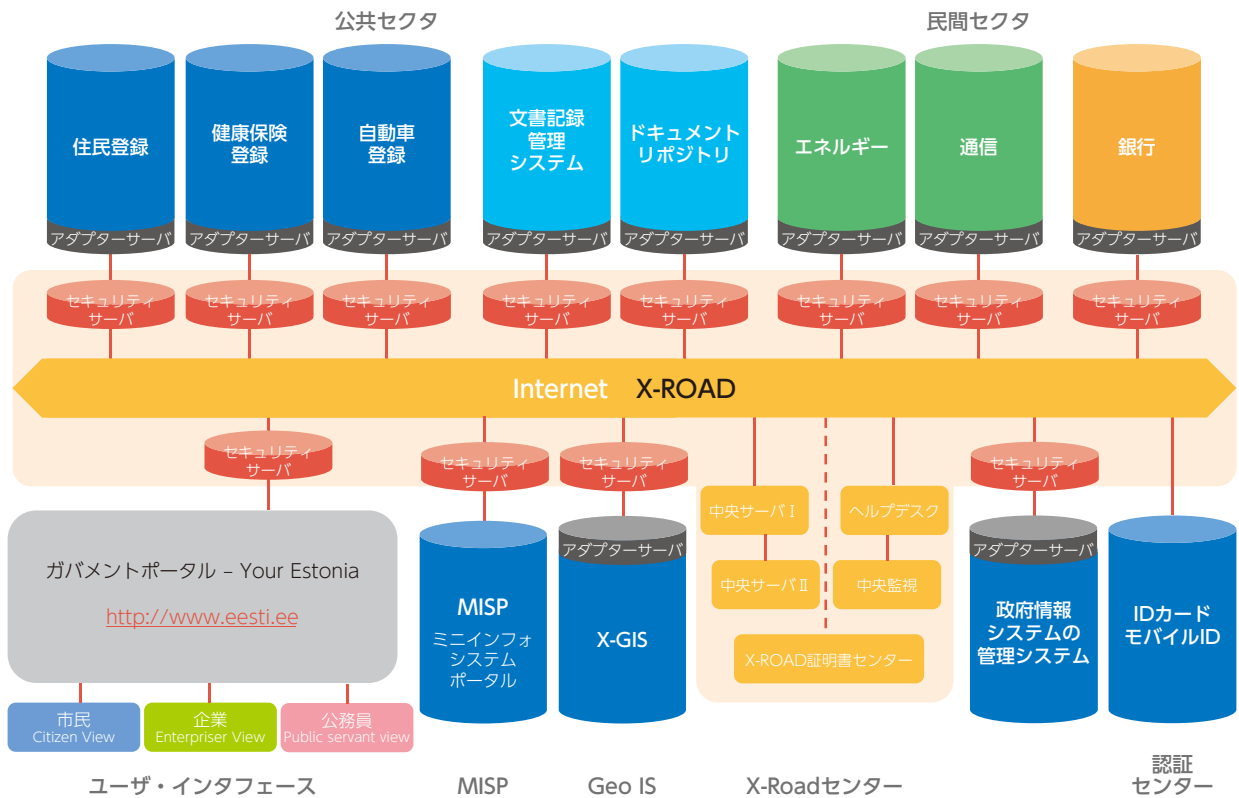 公共セクタ
民間セクタ
住民登録
健康保険
登録
自動車
登録
文書記録
管理
システム
ドキュメント
リポジトリ
エネルギー
通信
銀行
アダプターサーバ
アダプターサーバ
アダプターサーバ
アダプターサーバ
アダプターサーバ
アダプターサーバ
アダプターサーバ
アダプターサーバ
セキュリティ
サーバ
セキュリティ
サーバ
セキュリティ
サーバ
セキュリティ
サーバ
セキュリティ
サーバ
セキュリティ
サーバ
セキュリティ
サーバ
セキュリティ
サーバ
Internet X-ROAD
セキュリティ
サーバ
セキュリティ
サーバ
セキュリティ
サーバ
セキュリティ
サーバ
ガバメントポータル – Your Estonia
http://www.eesti.ee
市民
Citizen View
企業
Enterpriser View
公務員
Public servant view
MISP
ミニインフォ
システム
ポータル
アダプターサーバ
X-GIS
中央サーバⅠ
ヘルプデスク
中央サーバⅡ
中央監視
X-ROAD証明書センター
アダプターサーバ
政府情報
システムの
管理システム
IDカード
モバイルID
ユーザ・インタフェース
MISP
Geo IS
X-Roadセンター
認証
センター